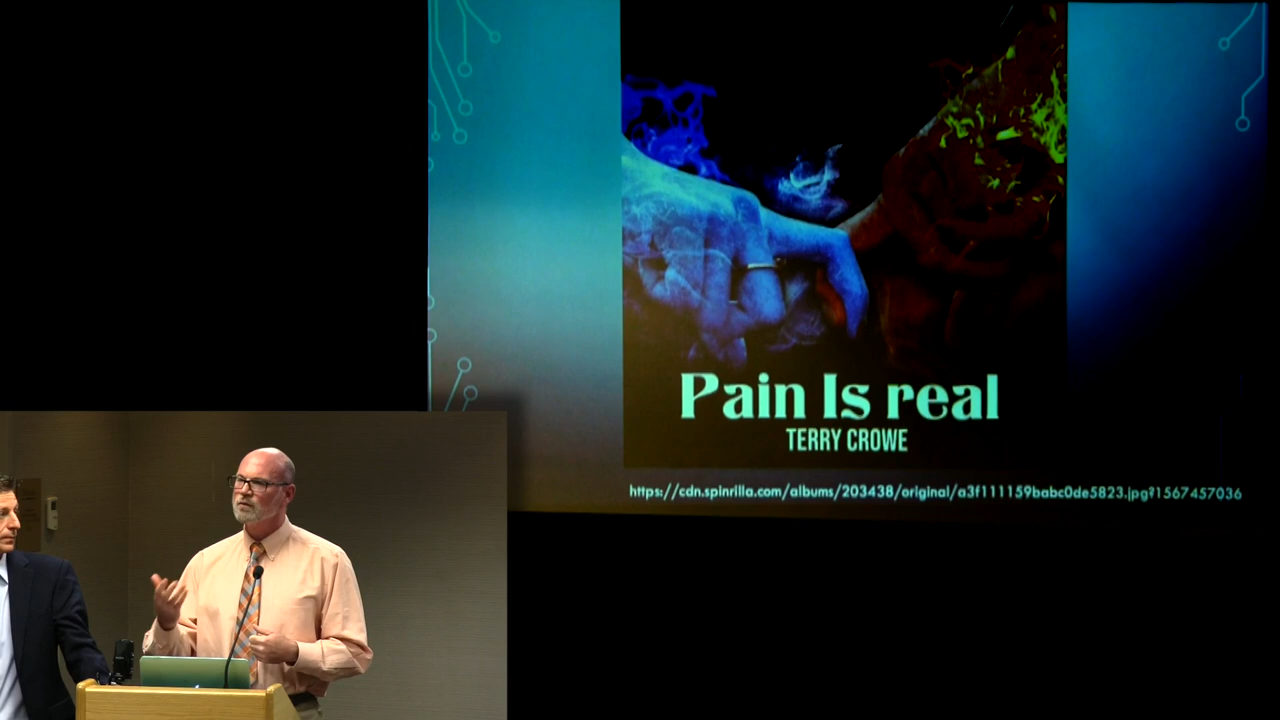 Pain Is real
TERRY CROWE
https://cdn.spinrilla.com/albums/203438/original/a3f111159babc0de5823.jpg?1567457036